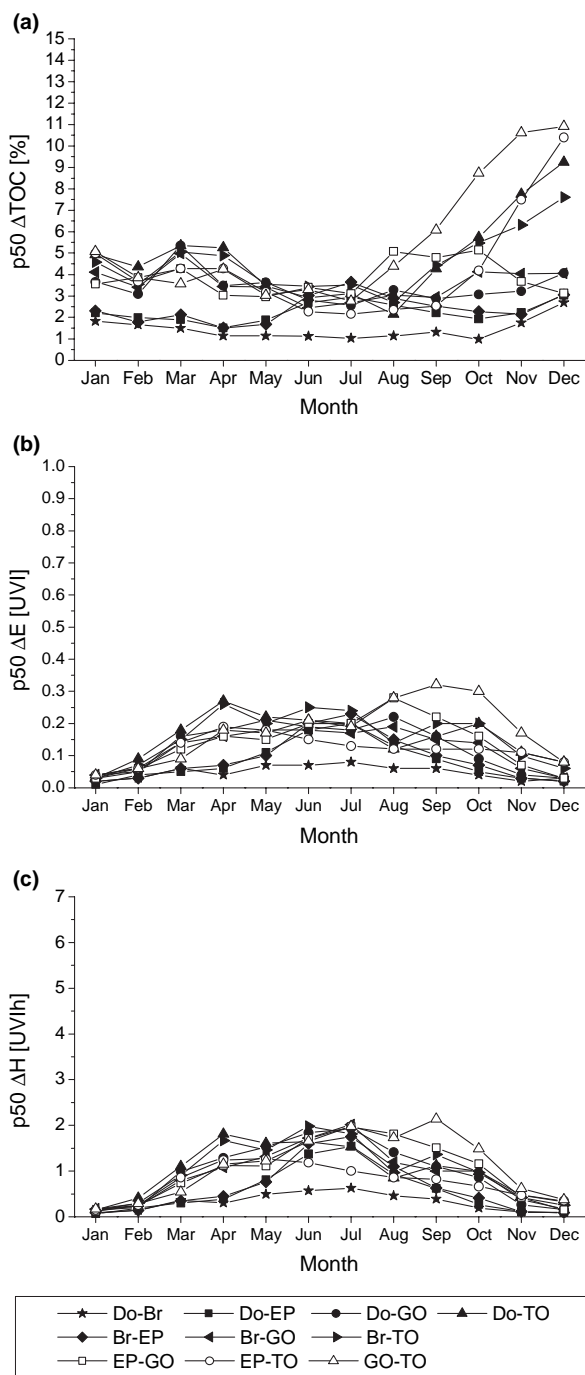 (a)
15
14
13
12
11
10
9
8
7
6
5
4
3
2
1
0
p50 ΔTOC [%]
Jan Feb Mar Apr May Jun Jul Aug Sep Oct Nov Dec
Month
(b)
1.0
0.9
0.8
0.7
0.6
0.5
0.4
0.3
0.2
0.1
0.0
p50 ΔE [UVI]
Jan Feb Mar Apr May Jun Jul Aug Sep Oct Nov Dec
Month
(c)
7
6
5
4
3
2
1
0
p50 ΔH [UVIh]
Jan Feb Mar Apr May Jun Jul Aug Sep Oct Nov Dec
Month
Do-Br Do-EP Do-GO Do-TO
Br-EP Br-GO Br-TO
EP-GO EP-TO GO-TO